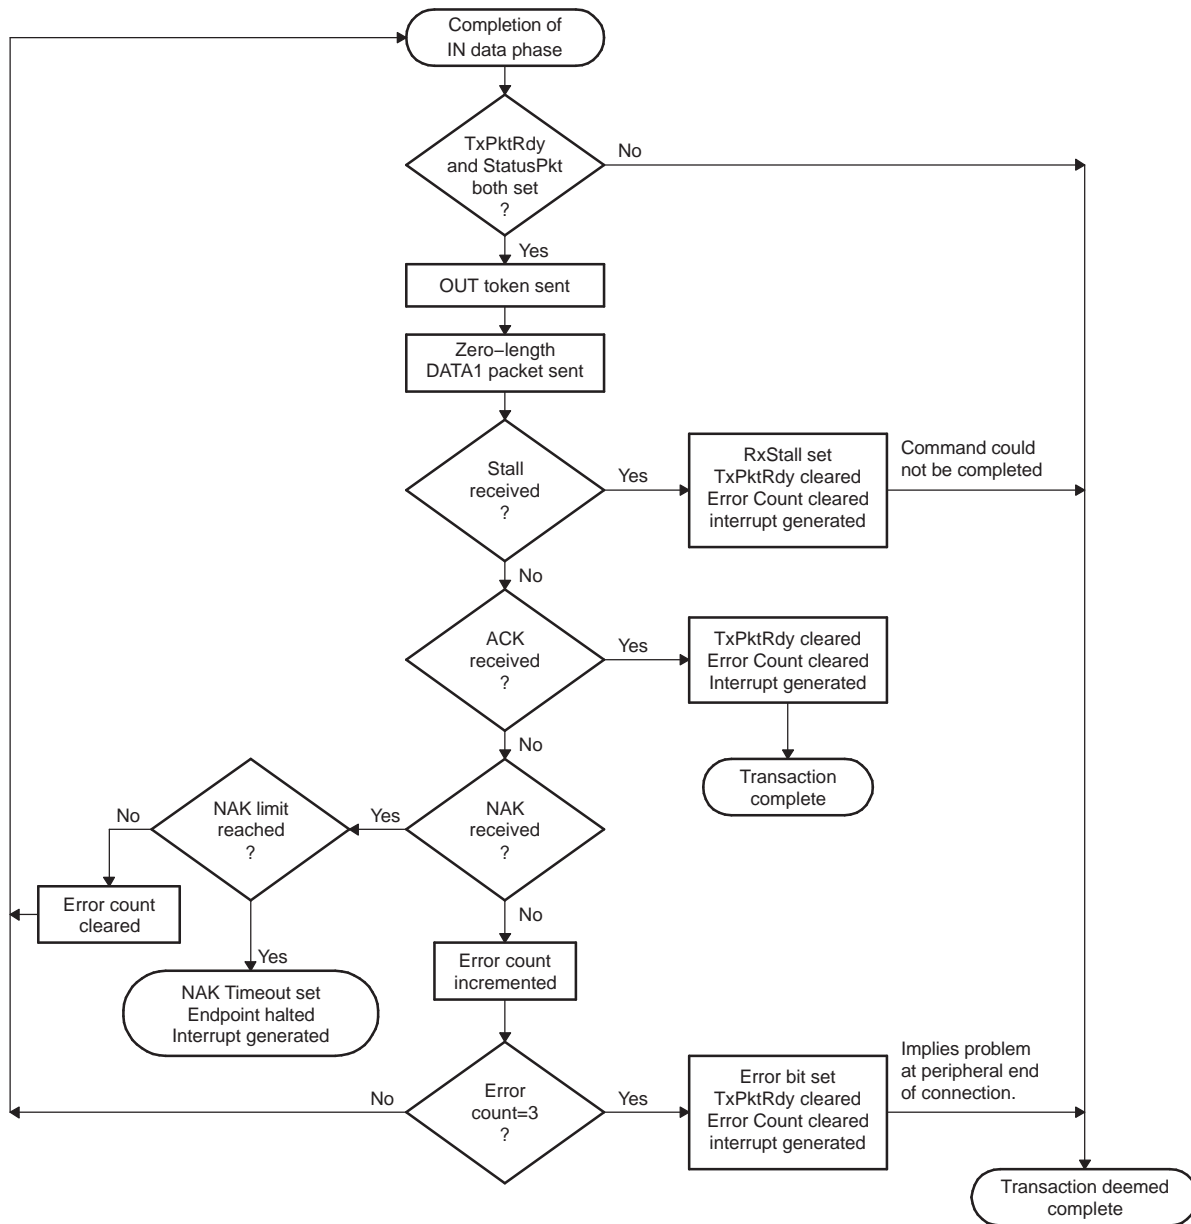 Completion of
IN data phase
TxPktRdy
and StatusPkt
both set
?
No
Yes
OUT token sent
Zero−length
DATA1 packet sent
Stall
received
?
Yes
RxStall set
TxPktRdy cleared
Error Count cleared
interrupt generated
Command could
not be completed
No
ACK
received
?
Yes
TxPktRdy cleared
Error Count cleared
Interrupt generated
No
Transaction
complete
NAK
received
?
Yes
NAK limit
reached
?
No
Error count
cleared
Yes
NAK Timeout set
Endpoint halted
Interrupt generated
No
Error count
incremented
Error
count=3
?
No
Yes
Error bit set
TxPktRdy cleared
Error Count cleared
interrupt generated
Implies problem
at peripheral end
of connection.
Transaction deemed
complete